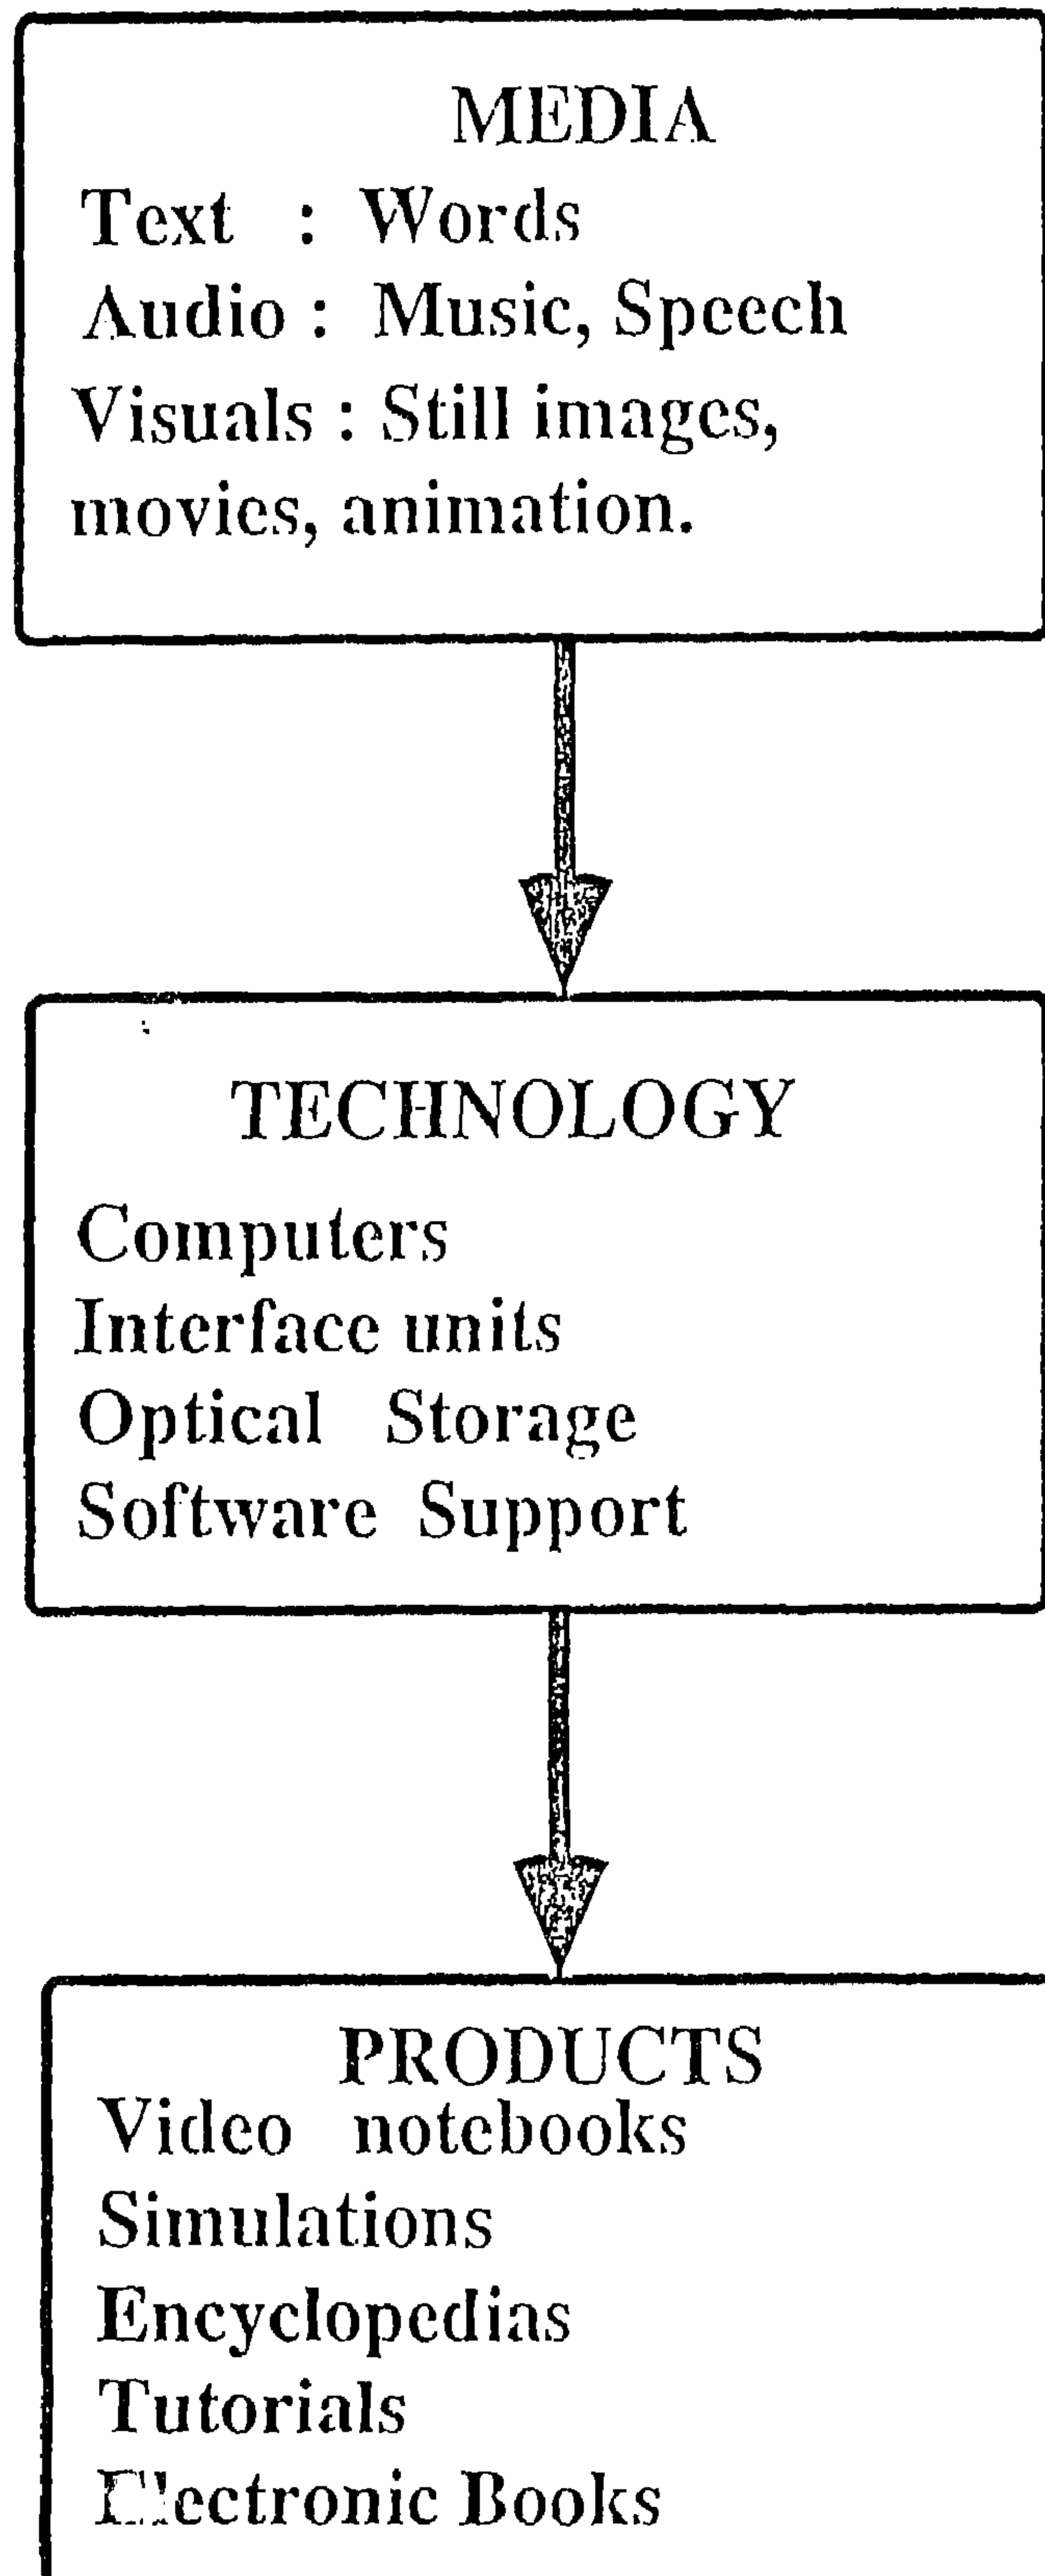 MEDIA
Text : Words
Audio : Music, Speech
Visuals : Still images,
movies, animation.
TECHNOLOGY
Computers
Interface units
Optical Storage
Software Support
PRODUCTS
Video notebooks
Simulations
Encyclopedias
Tutorials
Electronic Books